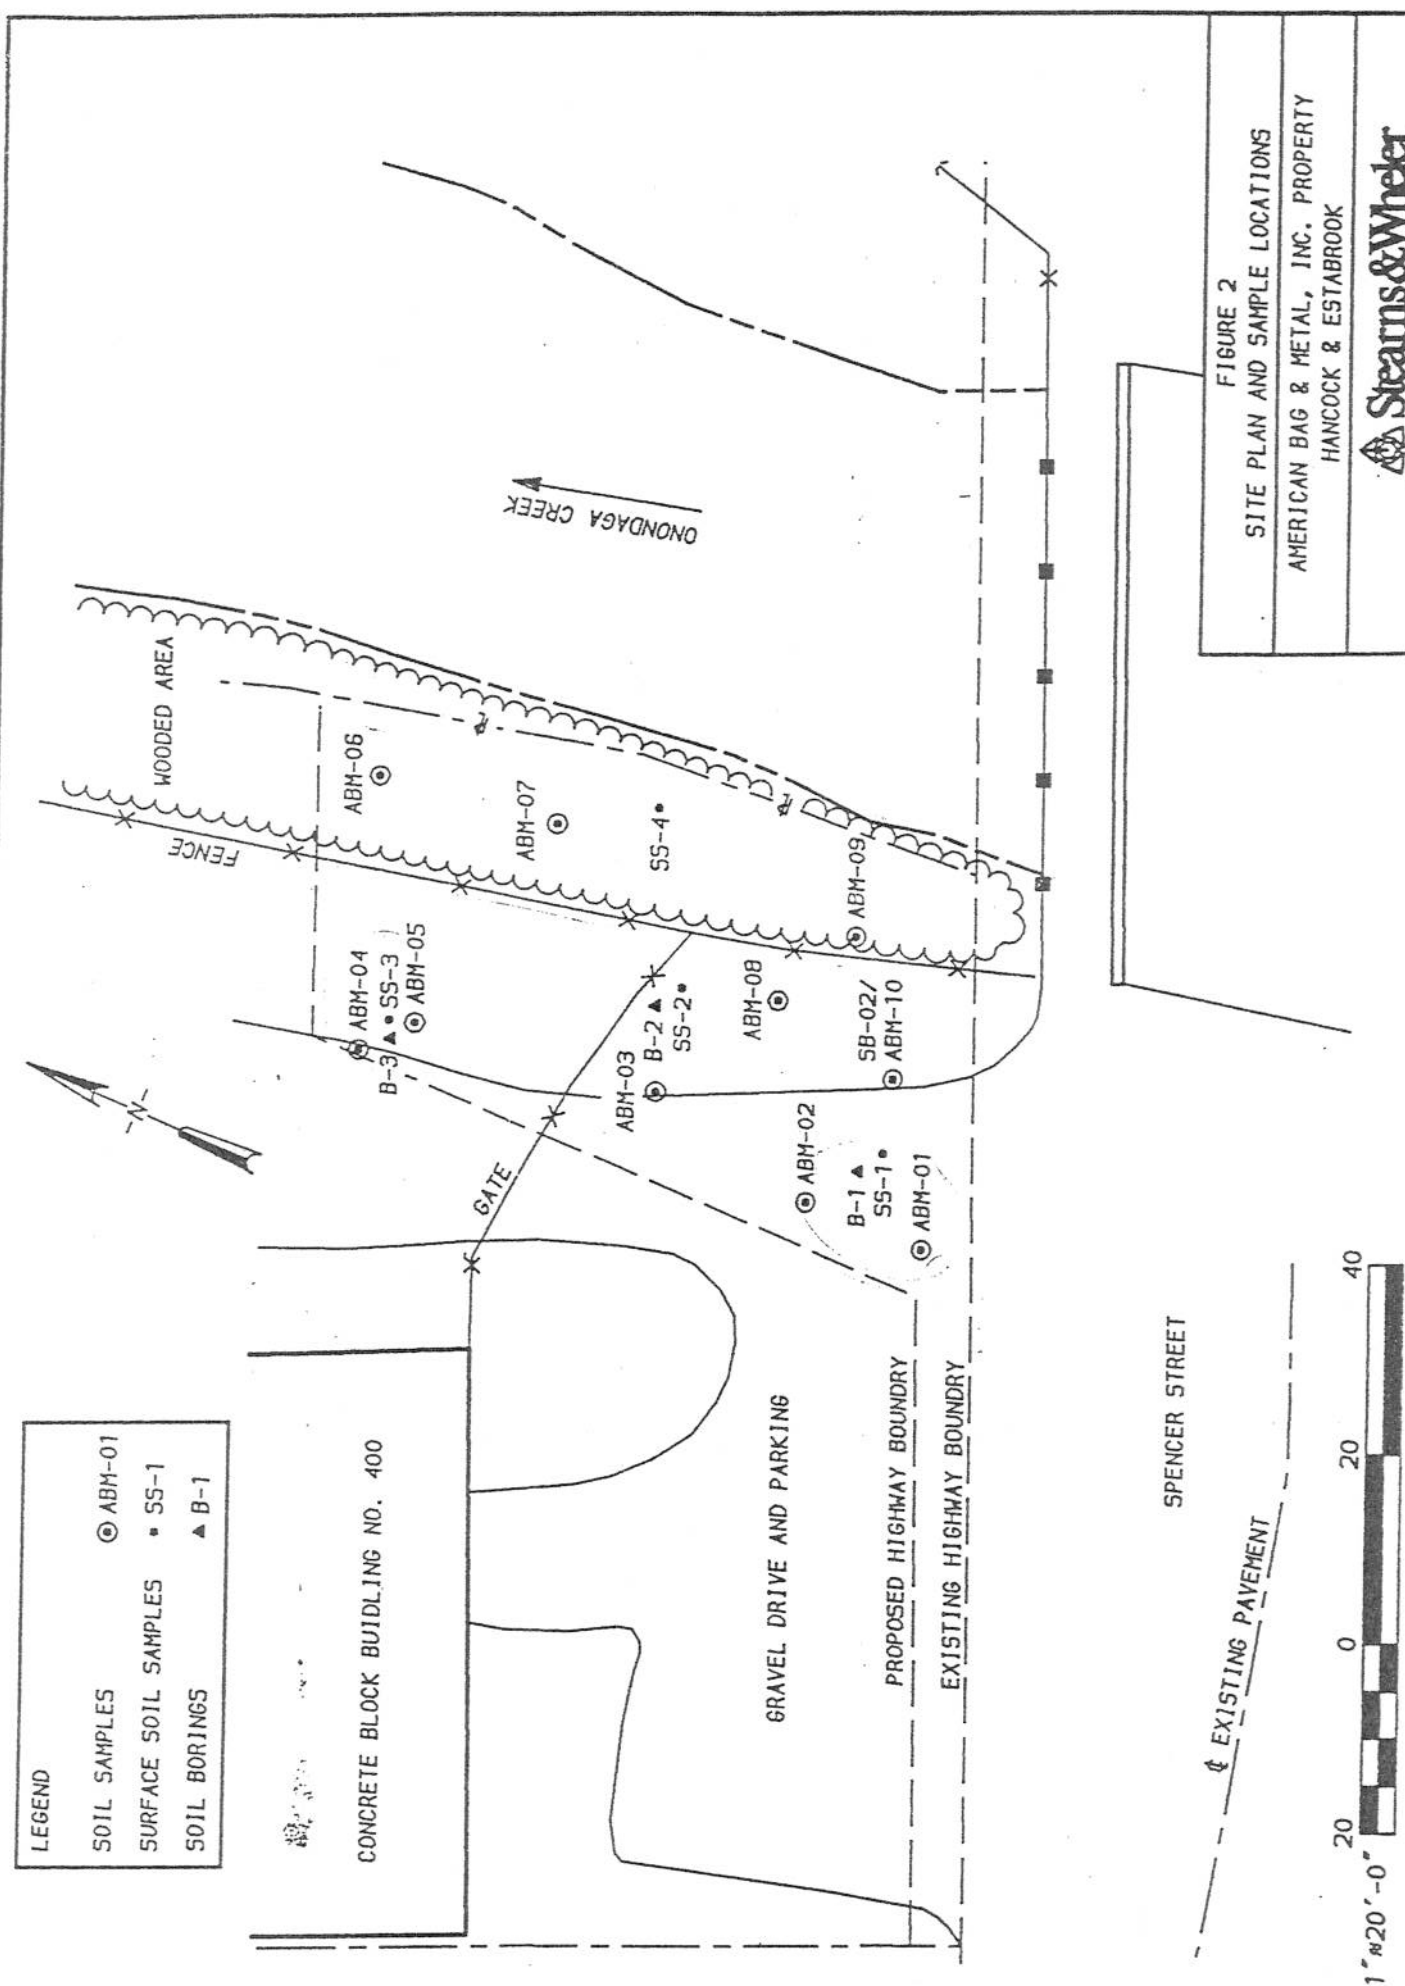 LEGEND
SOIL SAMPLES ABM-01
SURFACE SOIL SAMPLES SS-1
SOIL BORINGS B-1
CONCRETE BLOCK BUIDLING NO. 400
-N-
WOODED AREA
FENCE
ABM-06
ABM-07
SS-4
ONONDAGA CREEK
ABM-04
B-3 SS-3
ABM-05
GATE
ABM-03
B-2
SS-2
ABM-08
ABM-09
SB-02/
ABM-10
ABM-02
B-1
SS-1
ABM-01
GRAVEL DRIVE AND PARKING
PROPOSED HIGHWAY BOUNDRY
EXISTING HIGHWAY BOUNDRY
SPENCER STREET
EXISTING PAVEMENT
20 0 20 40
1"≈20'-0"
FIGURE 2
SITE PLAN AND SAMPLE LOCATIONS
AMERICAN BAG & METAL, INC. PROPERTY
HANCOCK & ESTABROOK
Stearns&Wheler